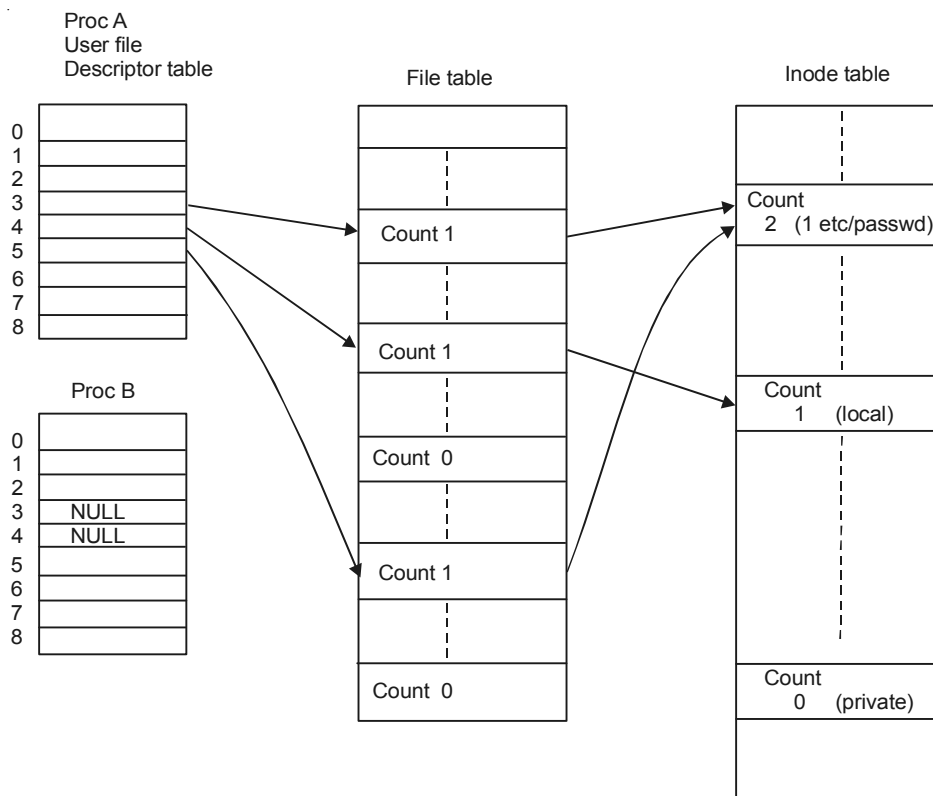 Proc A
User file
Descriptor table
File table
Inode table
0
1
2
3
4
5
6
7
8
Count 1
Count 1
Count 0
Count 1
Count 0
Count
2 (1 etc/passwd)
Count
1 (local)
Count
0 (private)
Proc B
0
1
2
3 NULL
4 NULL
5
6
7
8